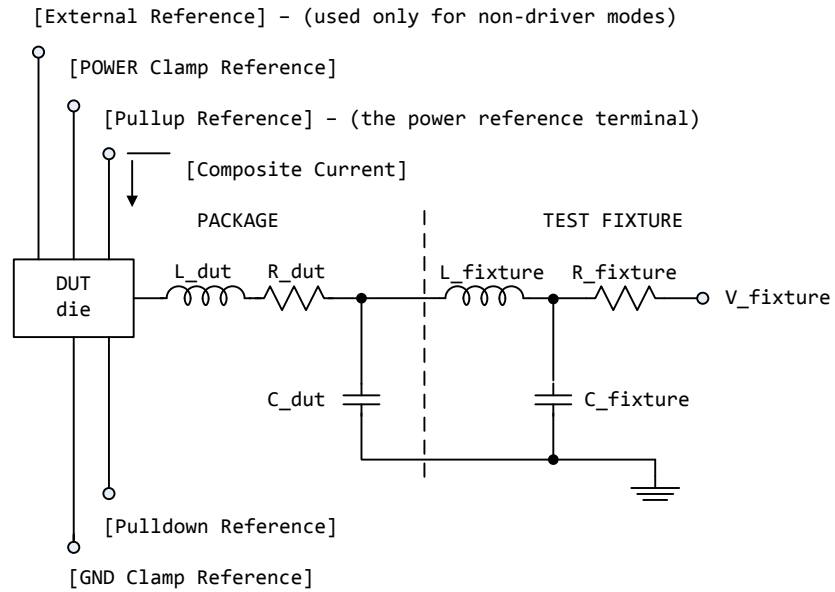 [External Reference] – (used only for non-driver modes)
[POWER Clamp Reference]
[Pullup Reference] – (the power reference terminal)
[Composite Current]
PACKAGE
TEST FIXTURE
L_dut
R_dut
L_fixture
R_fixture
DUT
die
V_fixture
C_dut
C_fixture
[Pulldown Reference]
[GND Clamp Reference]